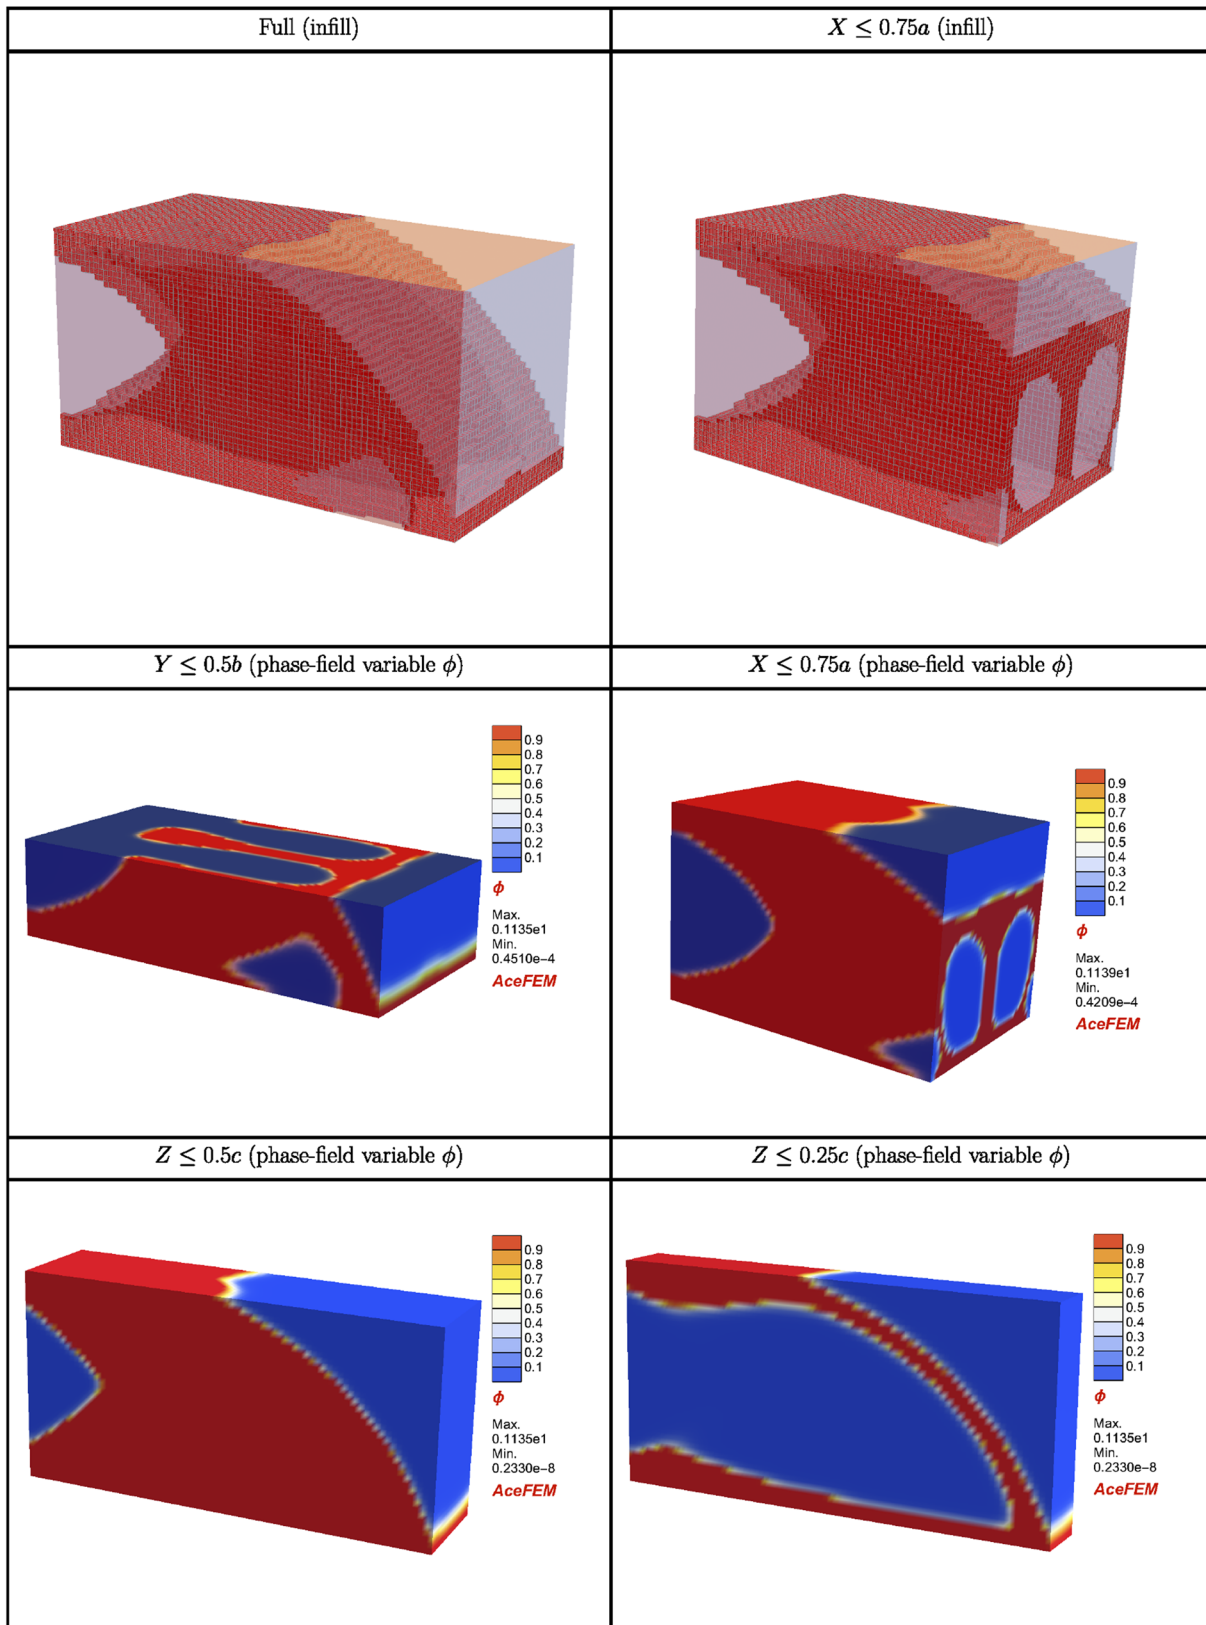 Full (infill)
X ≤ 0.75a (infill)
Y ≤ 0.5b (phase-field variable ϕ)
X ≤ 0.75a (phase-field variable ϕ)
0.9
0.8
0.7
0.6
0.5
0.4
0.3
0.2
0.1
ϕ
Max.
0.1135e1
Min.
0.4510e−4
AceFEM
0.9
0.8
0.7
0.6
0.5
0.4
0.3
0.2
0.1
ϕ
Max.
0.1139e1
Min.
0.4209e−4
AceFEM
Z ≤ 0.5c (phase-field variable ϕ)
Z ≤ 0.25c (phase-field variable ϕ)
0.9
0.8
0.7
0.6
0.5
0.4
0.3
0.2
0.1
ϕ
Max.
0.1135e1
Min.
0.2330e−8
AceFEM
0.9
0.8
0.7
0.6
0.5
0.4
0.3
0.2
0.1
ϕ
Max.
0.1135e1
Min.
0.2330e−8
AceFEM